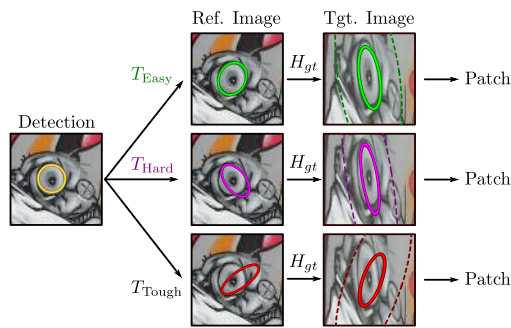 Ref. Image Tgt. Image
T_Easy H_gt Patch
Detection
T_Hard H_gt Patch
T_Tough H_gt Patch